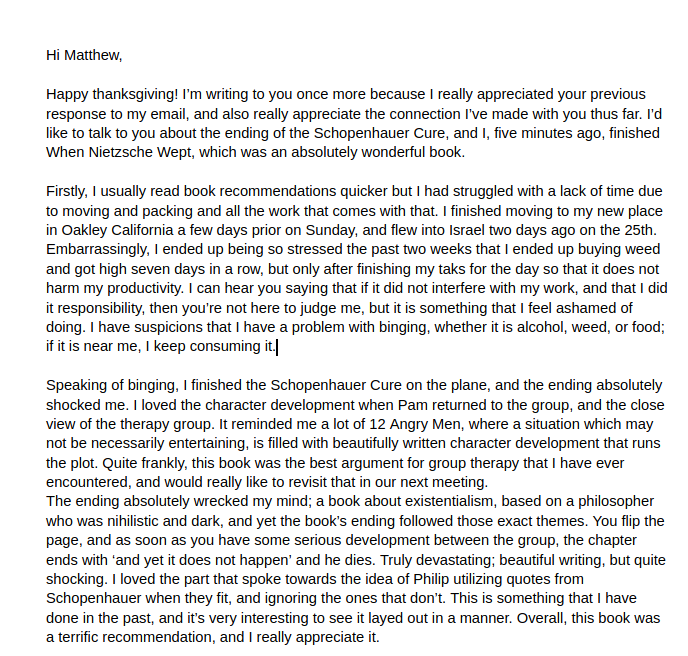 Hi Matthew,
Happy thanksgiving! I’m writing to you once more because I really appreciated your previous
response to my email, and also really appreciate the connection I’ve made with you thus far. I’d
like to talk to you about the ending of the Schopenhauer Cure, and I, five minutes ago, finished
When Nietzsche Wept, which was an absolutely wonderful book.
Firstly, I usually read book recommendations quicker but I had struggled with a lack of time due
to moving and packing and all the work that comes with that. I finished moving to my new place
in Oakley California a few days prior on Sunday, and flew into Israel two days ago on the 25th.
Embarrassingly, I ended up being so stressed the past two weeks that I ended up buying weed
and got high seven days in a row, but only after finishing my taks for the day so that it does not
harm my productivity. I can hear you saying that if it did not interfere with my work, and that I did
it responsibility, then you’re not here to judge me, but it is something that I feel ashamed of
doing. I have suspicions that I have a problem with binging, whether it is alcohol, weed, or food;
if it is near me, I keep consuming it.
Speaking of binging, I finished the Schopenhauer Cure on the plane, and the ending absolutely
shocked me. I loved the character development when Pam returned to the group, and the close
view of the therapy group. It reminded me a lot of 12 Angry Men, where a situation which may
not be necessarily entertaining, is filled with beautifully written character development that runs
the plot. Quite frankly, this book was the best argument for group therapy that I have ever
encountered, and would really like to revisit that in our next meeting.
The ending absolutely wrecked my mind; a book about existentialism, based on a philosopher
who was nihilistic and dark, and yet the book’s ending followed those exact themes. You flip the
page, and as soon as you have some serious development between the group, the chapter
ends with ‘and yet it does not happen’ and he dies. Truly devastating; beautiful writing, but quite
shocking. I loved the part that spoke towards the idea of Philip utilizing quotes from
Schopenhauer when they fit, and ignoring the ones that don’t. This is something that I have
done in the past, and it’s very interesting to see it layed out in a manner. Overall, this book was
a terrific recommendation, and I really appreciate it.